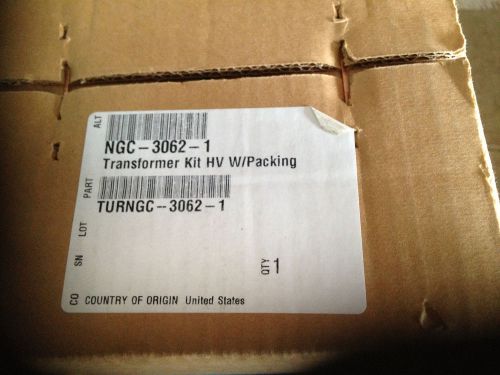 ALT
NGC-3062-1
Transformer Kit HV W/Packing
PART
TURNGC-3062-1
LOT
SN
QTY 1
CO COUNTRY OF ORIGIN United States